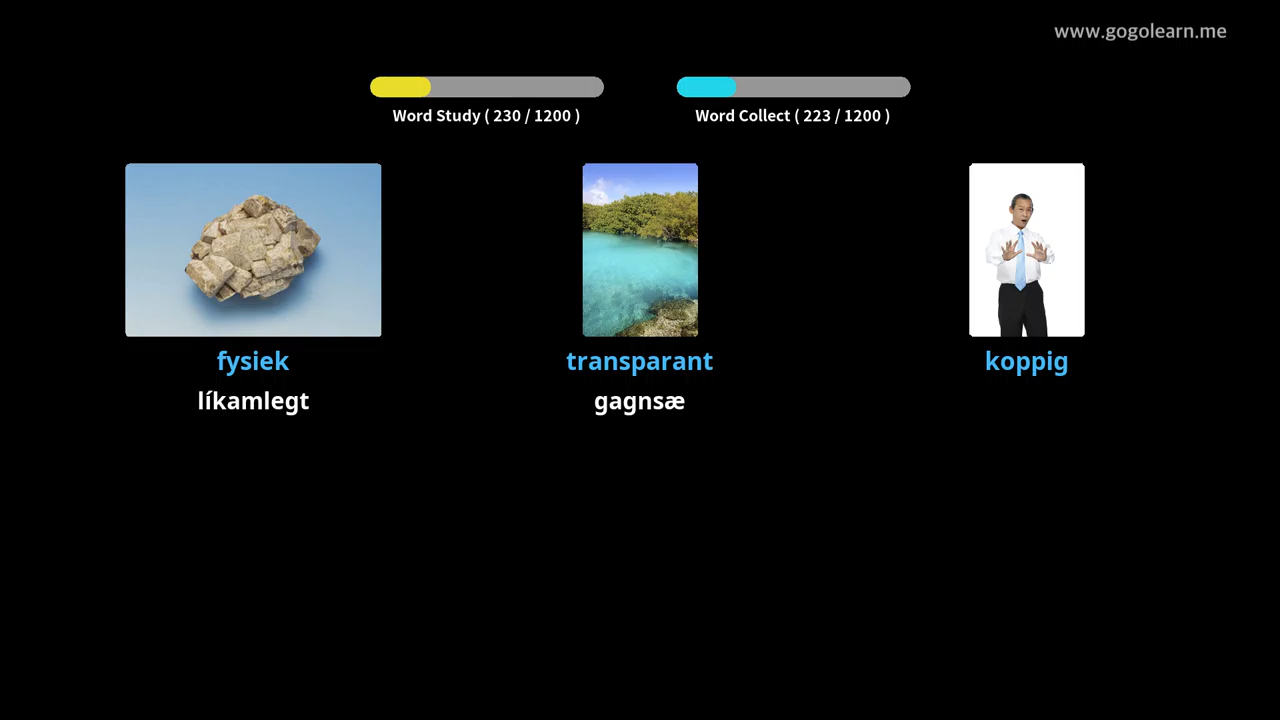 www.gogolearn.me
Word Study ( 230 / 1200 )
Word Collect ( 223 / 1200 )
fysiek
líkamlegt
transparant
gagnsæ
koppig